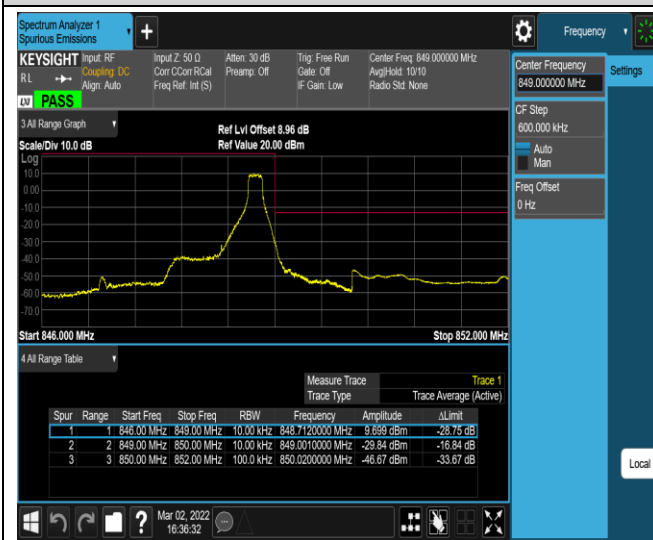 Spectrum Analyzer 1
Spurious Emissions
+
Frequency
KEYSIGHT
RL
Input: RF
Coupling: DC
Align: Auto
Input Z: 50 Ω
Corr CCorr RCal
Freq Ref: Int (S)
Atten: 30 dB
Preamp: Off
Trig: Free Run
Gate: Off
IF Gain: Low
Center Freq: 849.000000 MHz
Avg|Hold: 10/10
Radio Std: None
LXI PASS
Center Frequency
849.000000 MHz
Settings
CF Step
600.000 kHz
Auto
Man
Freq Offset
0 Hz
3 All Range Graph
Scale/Div 10.0 dB
Ref Lvl Offset 8.96 dB
Ref Value 20.00 dBm
Log
10.0
0.00
-10.0
-20.0
-30.0
-40.0
-50.0
-60.0
-70.0
Start 846.000 MHz
Stop 852.000 MHz
4 All Range Table
Measure Trace Trace 1
Trace Type Trace Average (Active)
Spur Range Start Freq Stop Freq RBW Frequency Amplitude ΔLimit
1 1 846.00 MHz 849.00 MHz 10.00 kHz 848.7120000 MHz 9.699 dBm -28.75 dB
2 2 849.00 MHz 850.00 MHz 10.00 kHz 849.0010000 MHz -29.84 dBm -16.84 dB
3 3 850.00 MHz 852.00 MHz 100.0 kHz 850.0200000 MHz -46.67 dBm -33.67 dB
Local
?
Mar 02, 2022
16:36:32